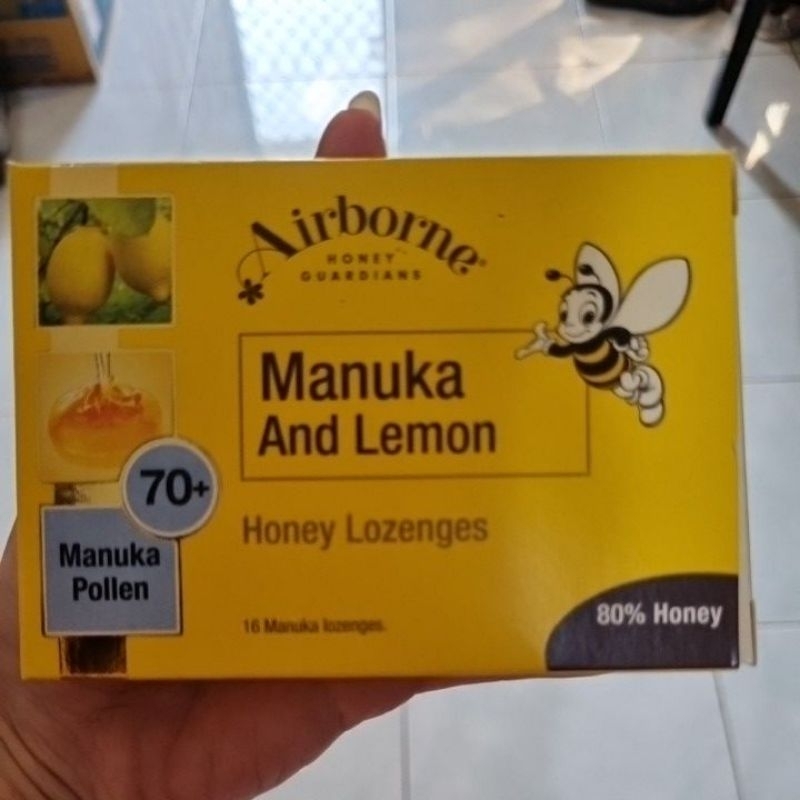 Airborne
HONEY
GUARDIANS
Manuka
And Lemon
70+
Manuka
Pollen
Honey Lozenges
16 Manuka lozenges.
80% Honey